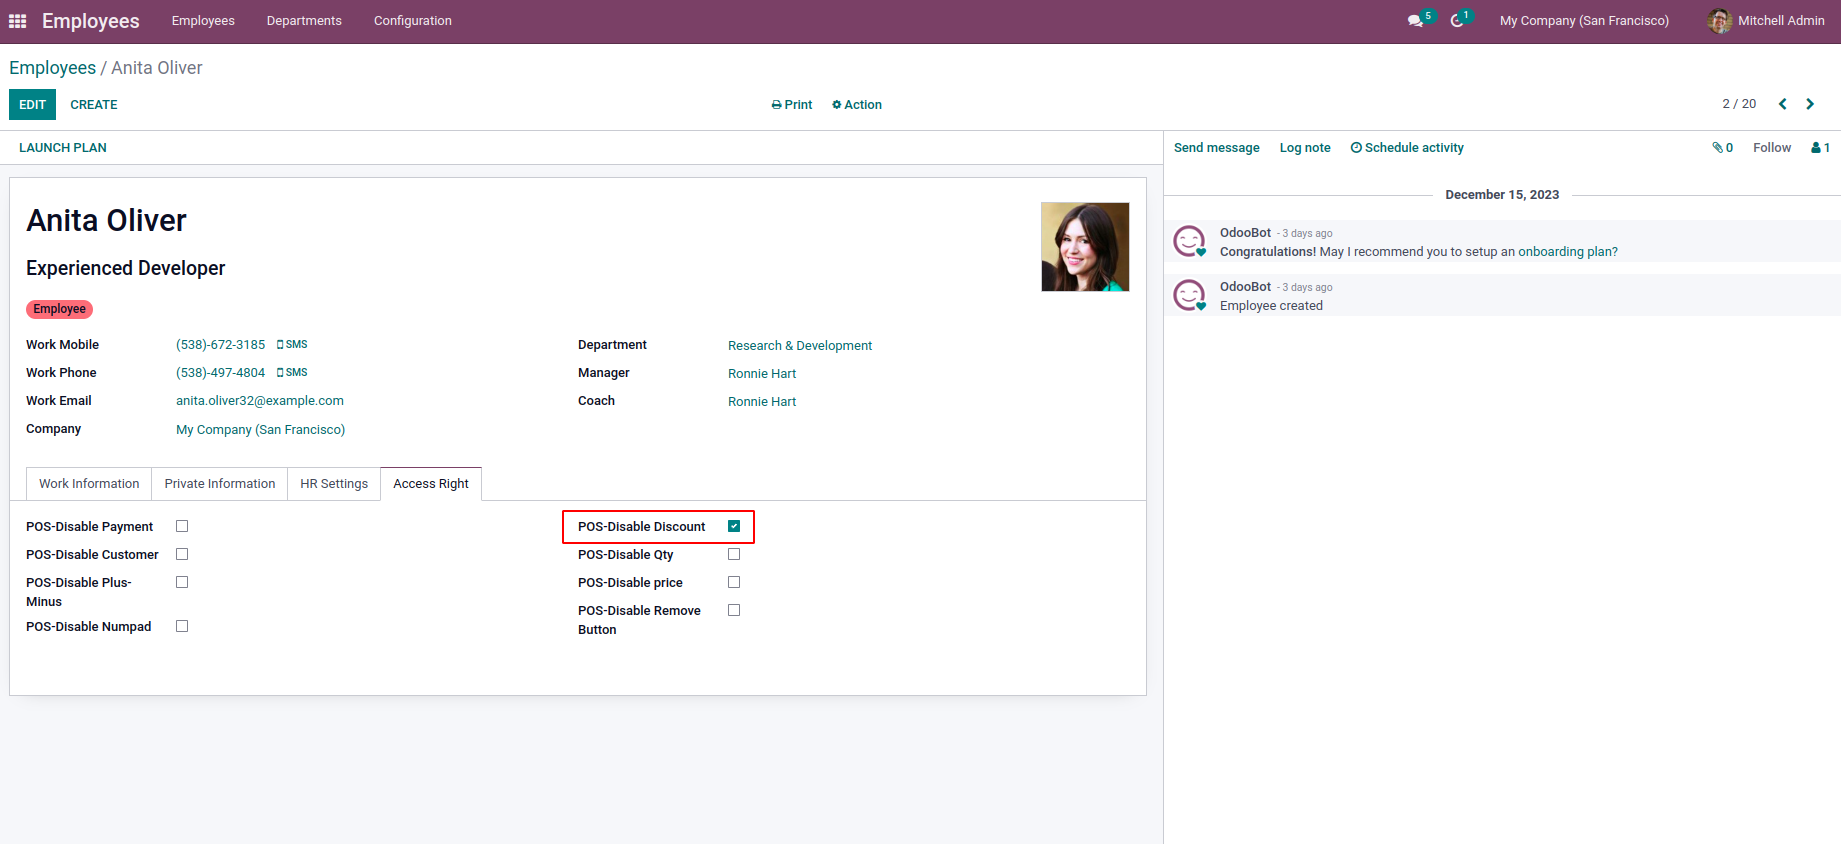 Employees Employees Departments Configuration 5 1 My Company (San Francisco) Mitchell Admin
Employees / Anita Oliver
EDIT CREATE Print Action 2 / 20
LAUNCH PLAN
Anita Oliver
Experienced Developer
Employee
Work Mobile (538)-672-3185 SMS
Work Phone (538)-497-4804 SMS
Work Email anita.oliver32@example.com
Company My Company (San Francisco)
Department Research & Development
Manager Ronnie Hart
Coach Ronnie Hart
Work Information Private Information HR Settings Access Right
POS-Disable Payment
POS-Disable Customer
POS-Disable Plus-
Minus
POS-Disable Numpad
POS-Disable Discount
POS-Disable Qty
POS-Disable price
POS-Disable Remove
Button
Send message Log note Schedule activity 0 Follow 1
December 15, 2023
OdooBot - 3 days ago
Congratulations! May I recommend you to setup an onboarding plan?
OdooBot - 3 days ago
Employee created